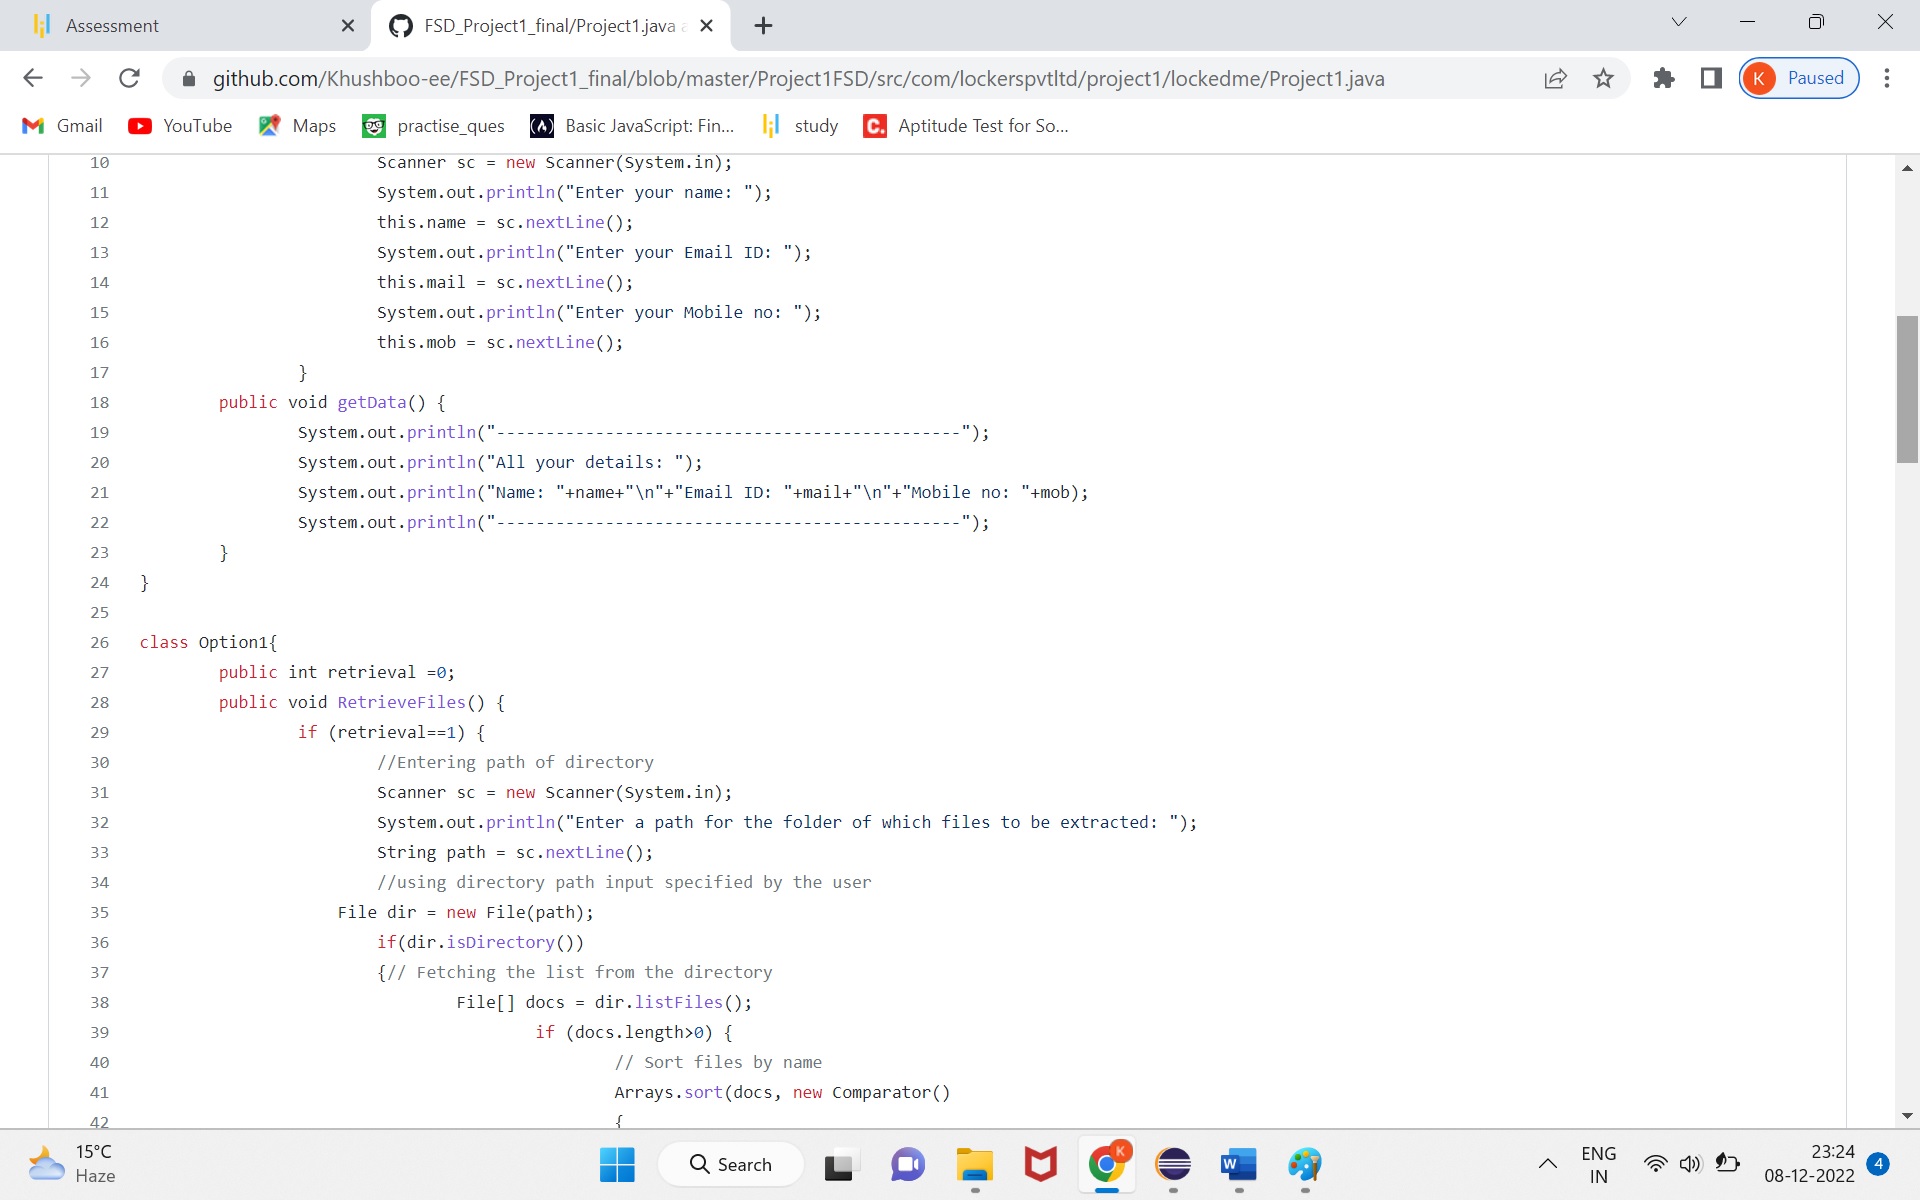 Assessment
FSD_Project1_final/Project1.java a
github.com/Khushboo-ee/FSD_Project1_final/blob/master/Project1FSD/src/com/lockerspvtltd/project1/lockedme/Project1.java
K Paused
Gmail YouTube Maps practise_ques Basic JavaScript: Fin... study C. Aptitude Test for So...
10 Scanner sc = new Scanner(System.in);
11 System.out.println("Enter your name: ");
12 this.name = sc.nextLine();
13 System.out.println("Enter your Email ID: ");
14 this.mail = sc.nextLine();
15 System.out.println("Enter your Mobile no: ");
16 this.mob = sc.nextLine();
17 }
18 public void getData() {
19 System.out.println("-----------------------------------------------");
20 System.out.println("All your details: ");
21 System.out.println("Name: "+name+"\n"+"Email ID: "+mail+"\n"+"Mobile no: "+mob);
22 System.out.println("-----------------------------------------------");
23 }
24 }
25
26 class Option1{
27 public int retrieval =0;
28 public void RetrieveFiles() {
29 if (retrieval==1) {
30 //Entering path of directory
31 Scanner sc = new Scanner(System.in);
32 System.out.println("Enter a path for the folder of which files to be extracted: ");
33 String path = sc.nextLine();
34 //using directory path input specified by the user
35 File dir = new File(path);
36 if(dir.isDirectory())
37 {// Fetching the list from the directory
38 File[] docs = dir.listFiles();
39 if (docs.length>0) {
40 // Sort files by name
41 Arrays.sort(docs, new Comparator()
42 {
15°C
Haze
Search
K
W
ENG
IN
23:24
08-12-2022
4